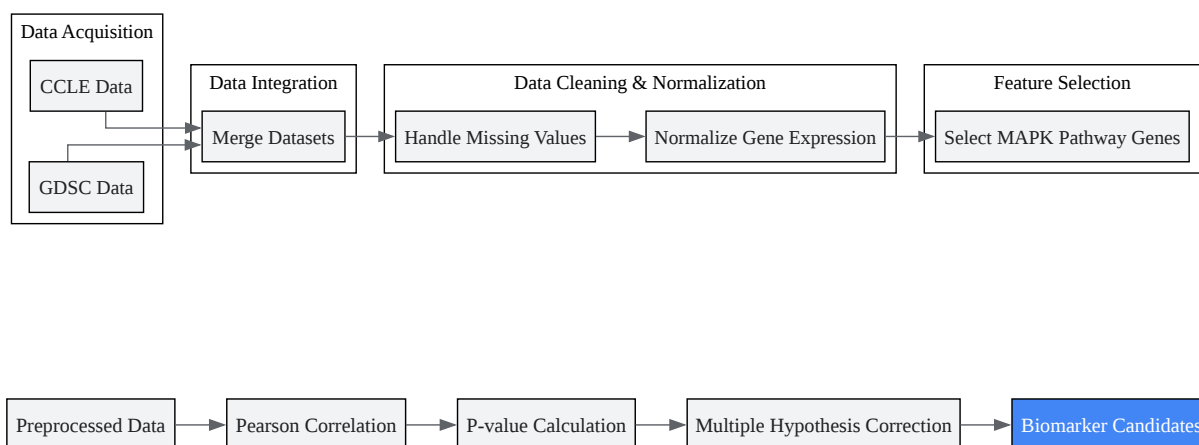 Data Acquisition
CCLE Data
GDSC Data
Data Integration
Merge Datasets
Data Cleaning & Normalization
Handle Missing Values
Normalize Gene Expression
Feature Selection
Select MAPK Pathway Genes
Preprocessed Data
Pearson Correlation
P-value Calculation
Multiple Hypothesis Correction
Biomarker Candidates